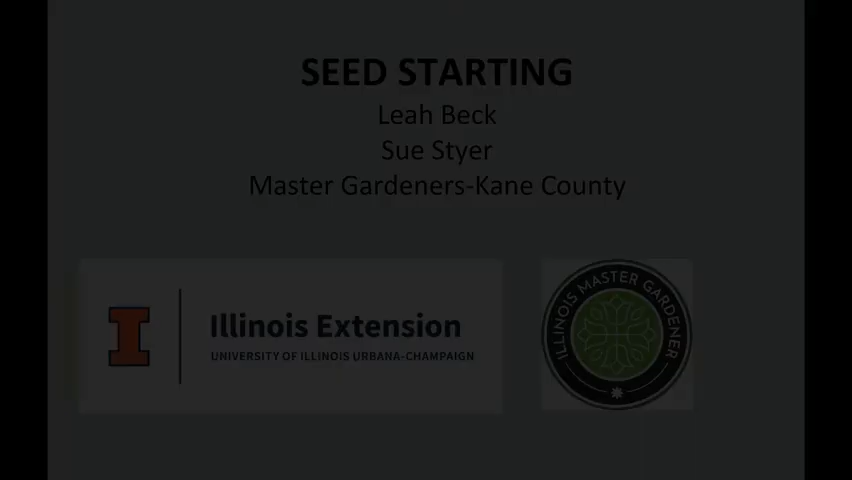 SEED STARTING
Leah Beck
Sue Styer
Master Gardeners-Kane County
Illinois Extension
UNIVERSITY OF ILLINOIS URBANA-CHAMPAIGN
ILLINOIS MASTER GARDENER